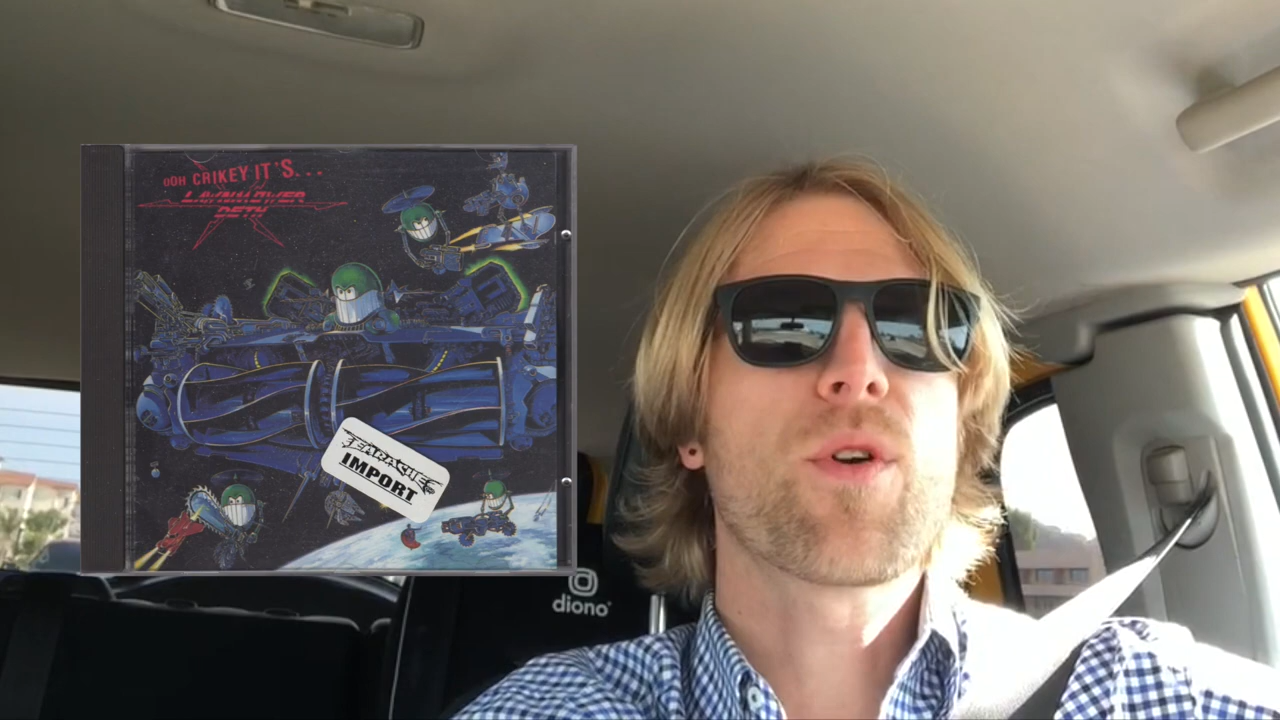 OOH CRIKEY IT'S...
LAWNMOWER
DETH
EARACHE
IMPORT
diono